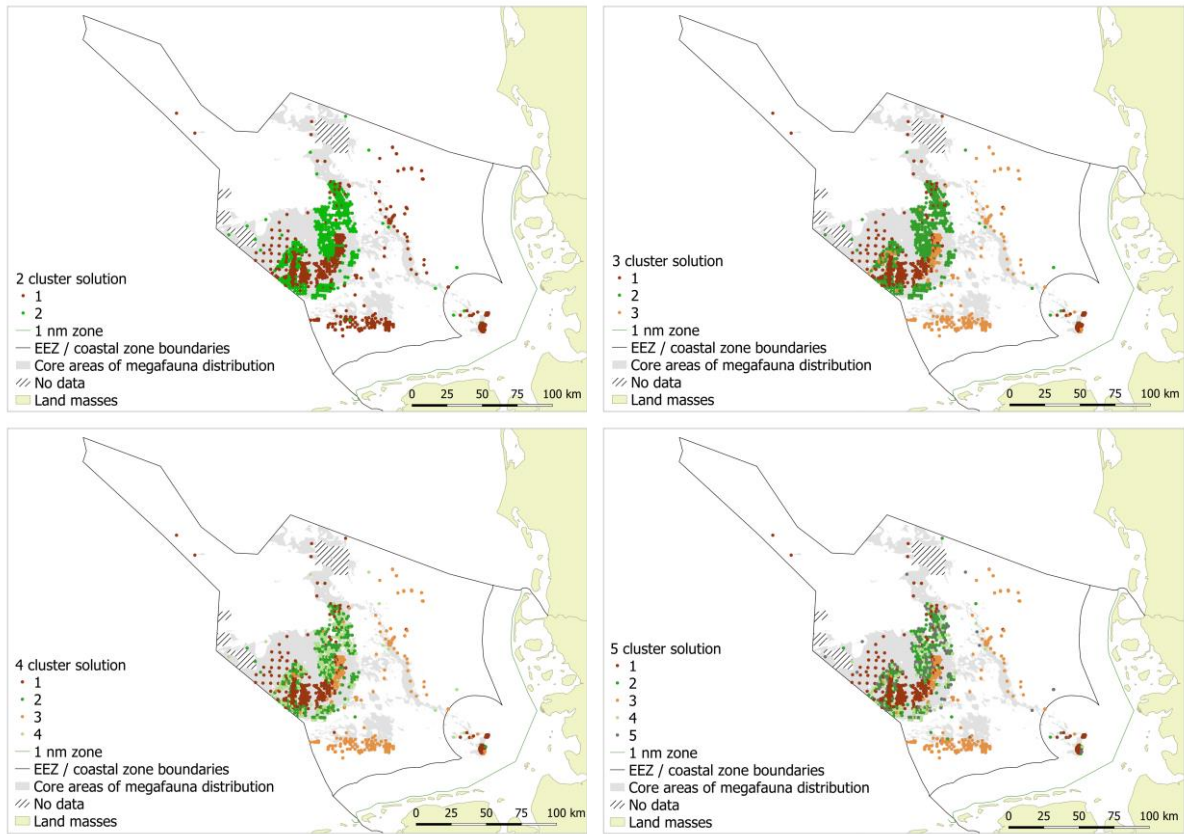 2 cluster solution
1
2
1 nm zone
EEZ / coastal zone boundaries
Core areas of megafauna distribution
No data
Land masses
0 25 50 75 100 km
3 cluster solution
1
2
3
1 nm zone
EEZ / coastal zone boundaries
Core areas of megafauna distribution
No data
Land masses
0 25 50 75 100 km
4 cluster solution
1
2
3
4
1 nm zone
EEZ / coastal zone boundaries
Core areas of megafauna distribution
No data
Land masses
0 25 50 75 100 km
5 cluster solution
1
2
3
4
5
1 nm zone
EEZ / coastal zone boundaries
Core areas of megafauna distribution
No data
Land masses
0 25 50 75 100 km